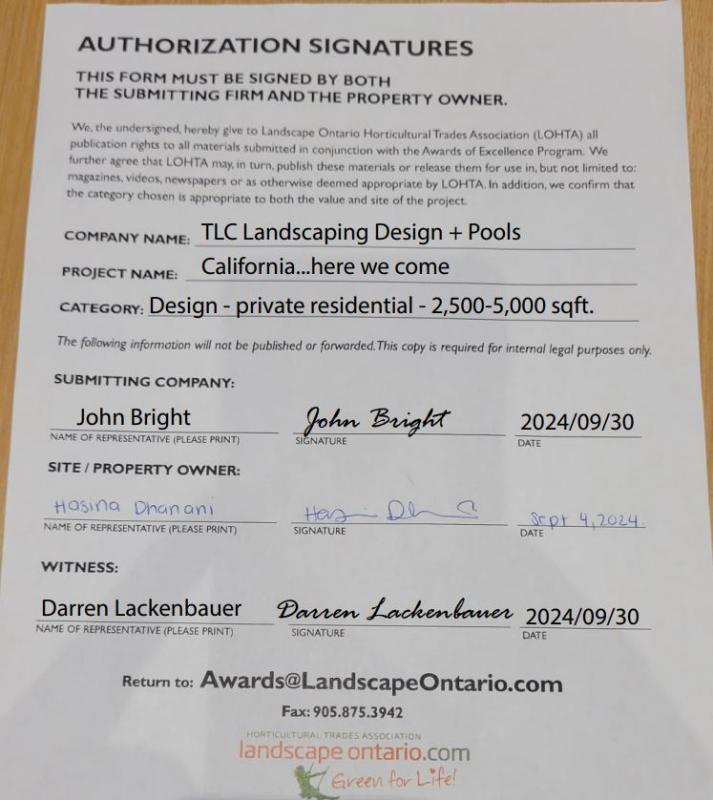 AUTHORIZATION SIGNATURES
THIS FORM MUST BE SIGNED BY BOTH
THE SUBMITTING FIRM AND THE PROPERTY OWNER.
We, the undersigned, hereby give to Landscape Ontario Horticultural Trades Association (LOHTA) all
publication rights to all materials submitted in conjunction with the Awards of Excellence Program. We
further agree that LOHTA may, in turn, publish these materials or release them for use in, but not limited to:
magazines, videos, newspapers or as otherwise deemed appropriate by LOHTA. In addition, we confirm that
the category chosen is appropriate to both the value and site of the project.
COMPANY NAME: TLC Landscaping Design + Pools
PROJECT NAME: California...here we come
CATEGORY: Design - private residential - 2,500-5,000 sqft.
The following information will not be published or forwarded. This copy is required for internal legal purposes only.
SUBMITTING COMPANY:
John Bright John Bright 2024/09/30
NAME OF REPRESENTATIVE (PLEASE PRINT) SIGNATURE DATE
SITE / PROPERTY OWNER:
Hasina Dhanani Sept 4, 2024.
NAME OF REPRESENTATIVE (PLEASE PRINT) SIGNATURE DATE
WITNESS:
Darren Lackenbauer Darren Lackenbauer 2024/09/30
NAME OF REPRESENTATIVE (PLEASE PRINT) SIGNATURE DATE
Return to: Awards@LandscapeOntario.com
Fax: 905.875.3942
HORTICULTURAL TRADES ASSOCIATION
landscapeontario.com
Green for Life!